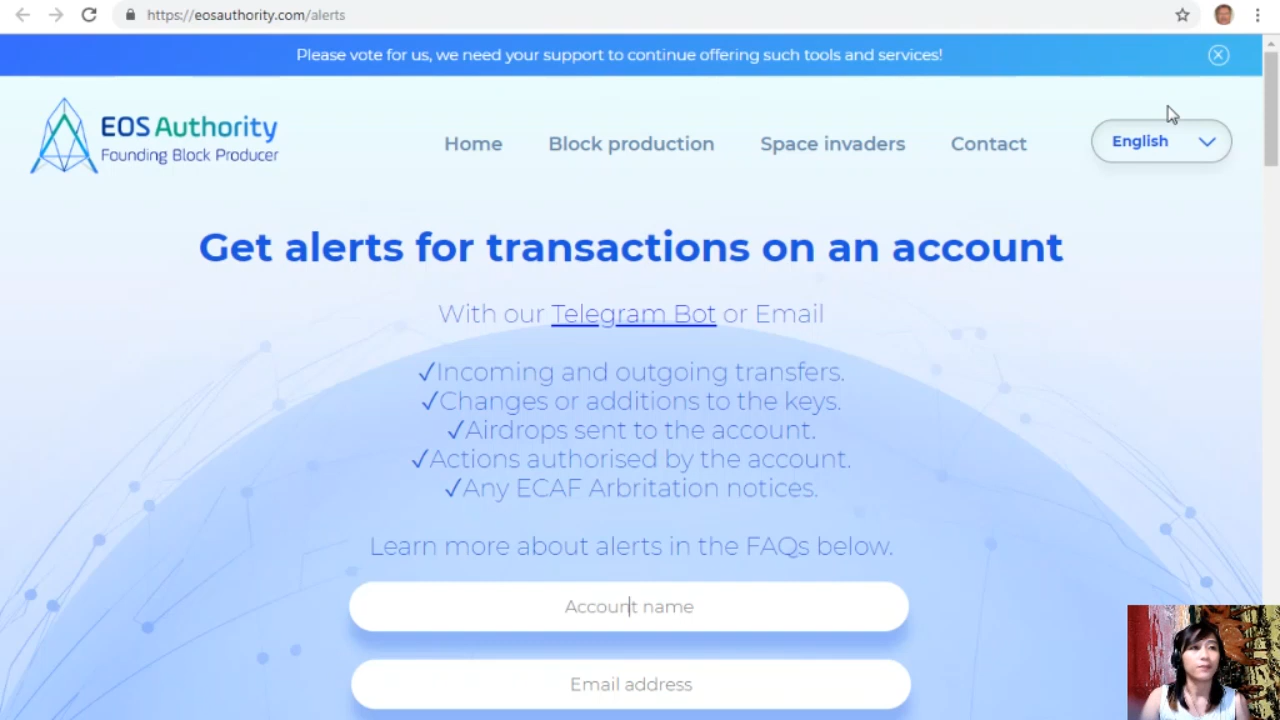 https://eosauthority.com/alerts
Please vote for us, we need your support to continue offering such tools and services!
EOS Authority
Founding Block Producer
Home
Block production
Space invaders
Contact
English
Get alerts for transactions on an account
With our Telegram Bot or Email
✓Incoming and outgoing transfers.
✓Changes or additions to the keys.
✓Airdrops sent to the account.
✓Actions authorised by the account.
✓Any ECAF Arbritation notices.
Learn more about alerts in the FAQs below.
Account name
Email address